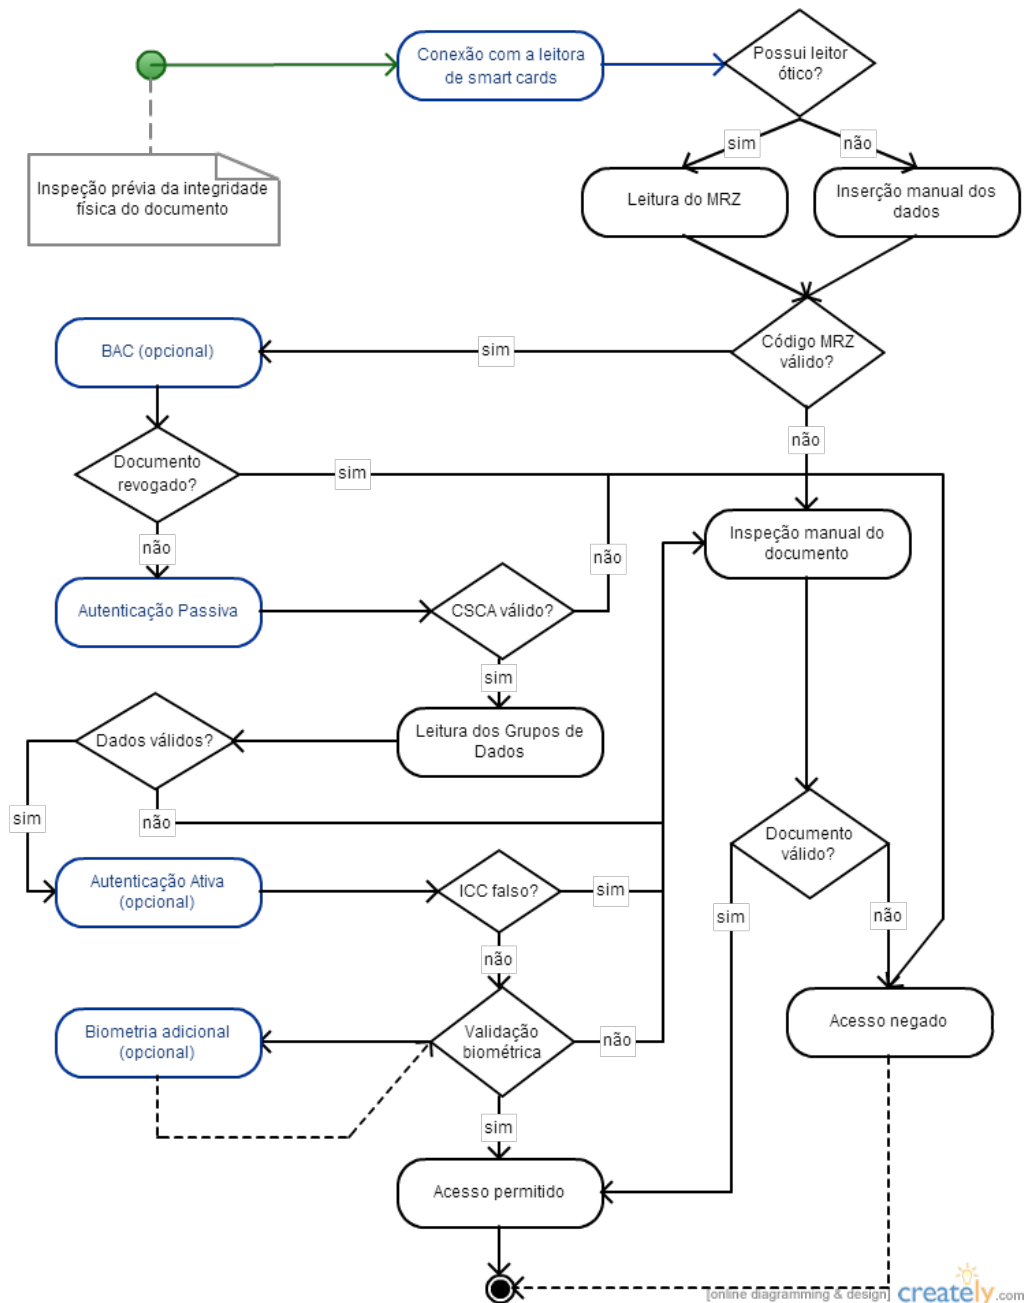 Conexão com a leitora
de smart cards
Possui leitor
ótico?
sim
não
Inspeção prévia da integridade
física do documento
Leitura do MRZ
Inserção manual dos
dados
BAC (opcional)
sim
Código MRZ
válido?
não
Documento
revogado?
sim
não
Inspeção manual do
documento
não
Autenticação Passiva
CSCA válido?
sim
Leitura dos Grupos de
Dados
Dados válidos?
sim
não
Documento
válido?
Autenticação Ativa
(opcional)
ICC falso?
sim
sim
não
não
Biometria adicional
(opcional)
Validação
biométrica
não
Acesso negado
sim
Acesso permitido
[online diagramming & design]
creately.com